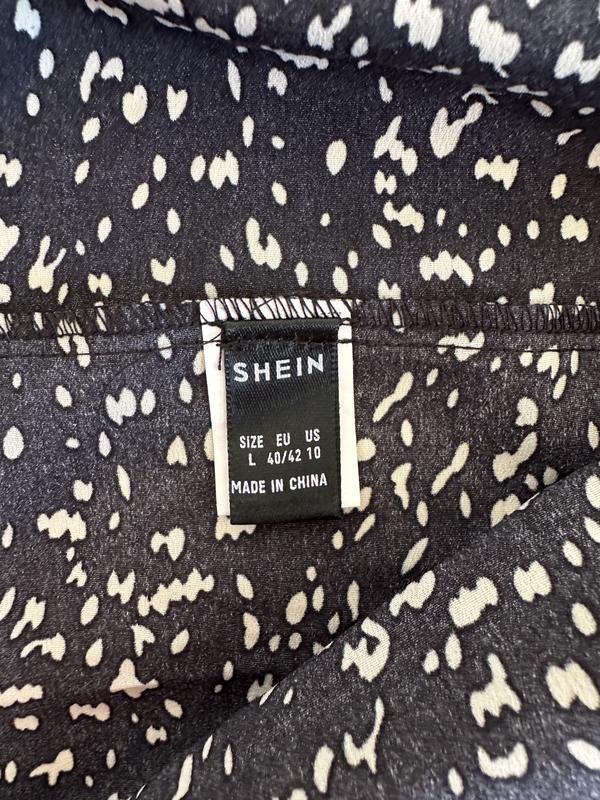 SHEIN
SIZE EU US
L 40/42 10
MADE IN CHINA